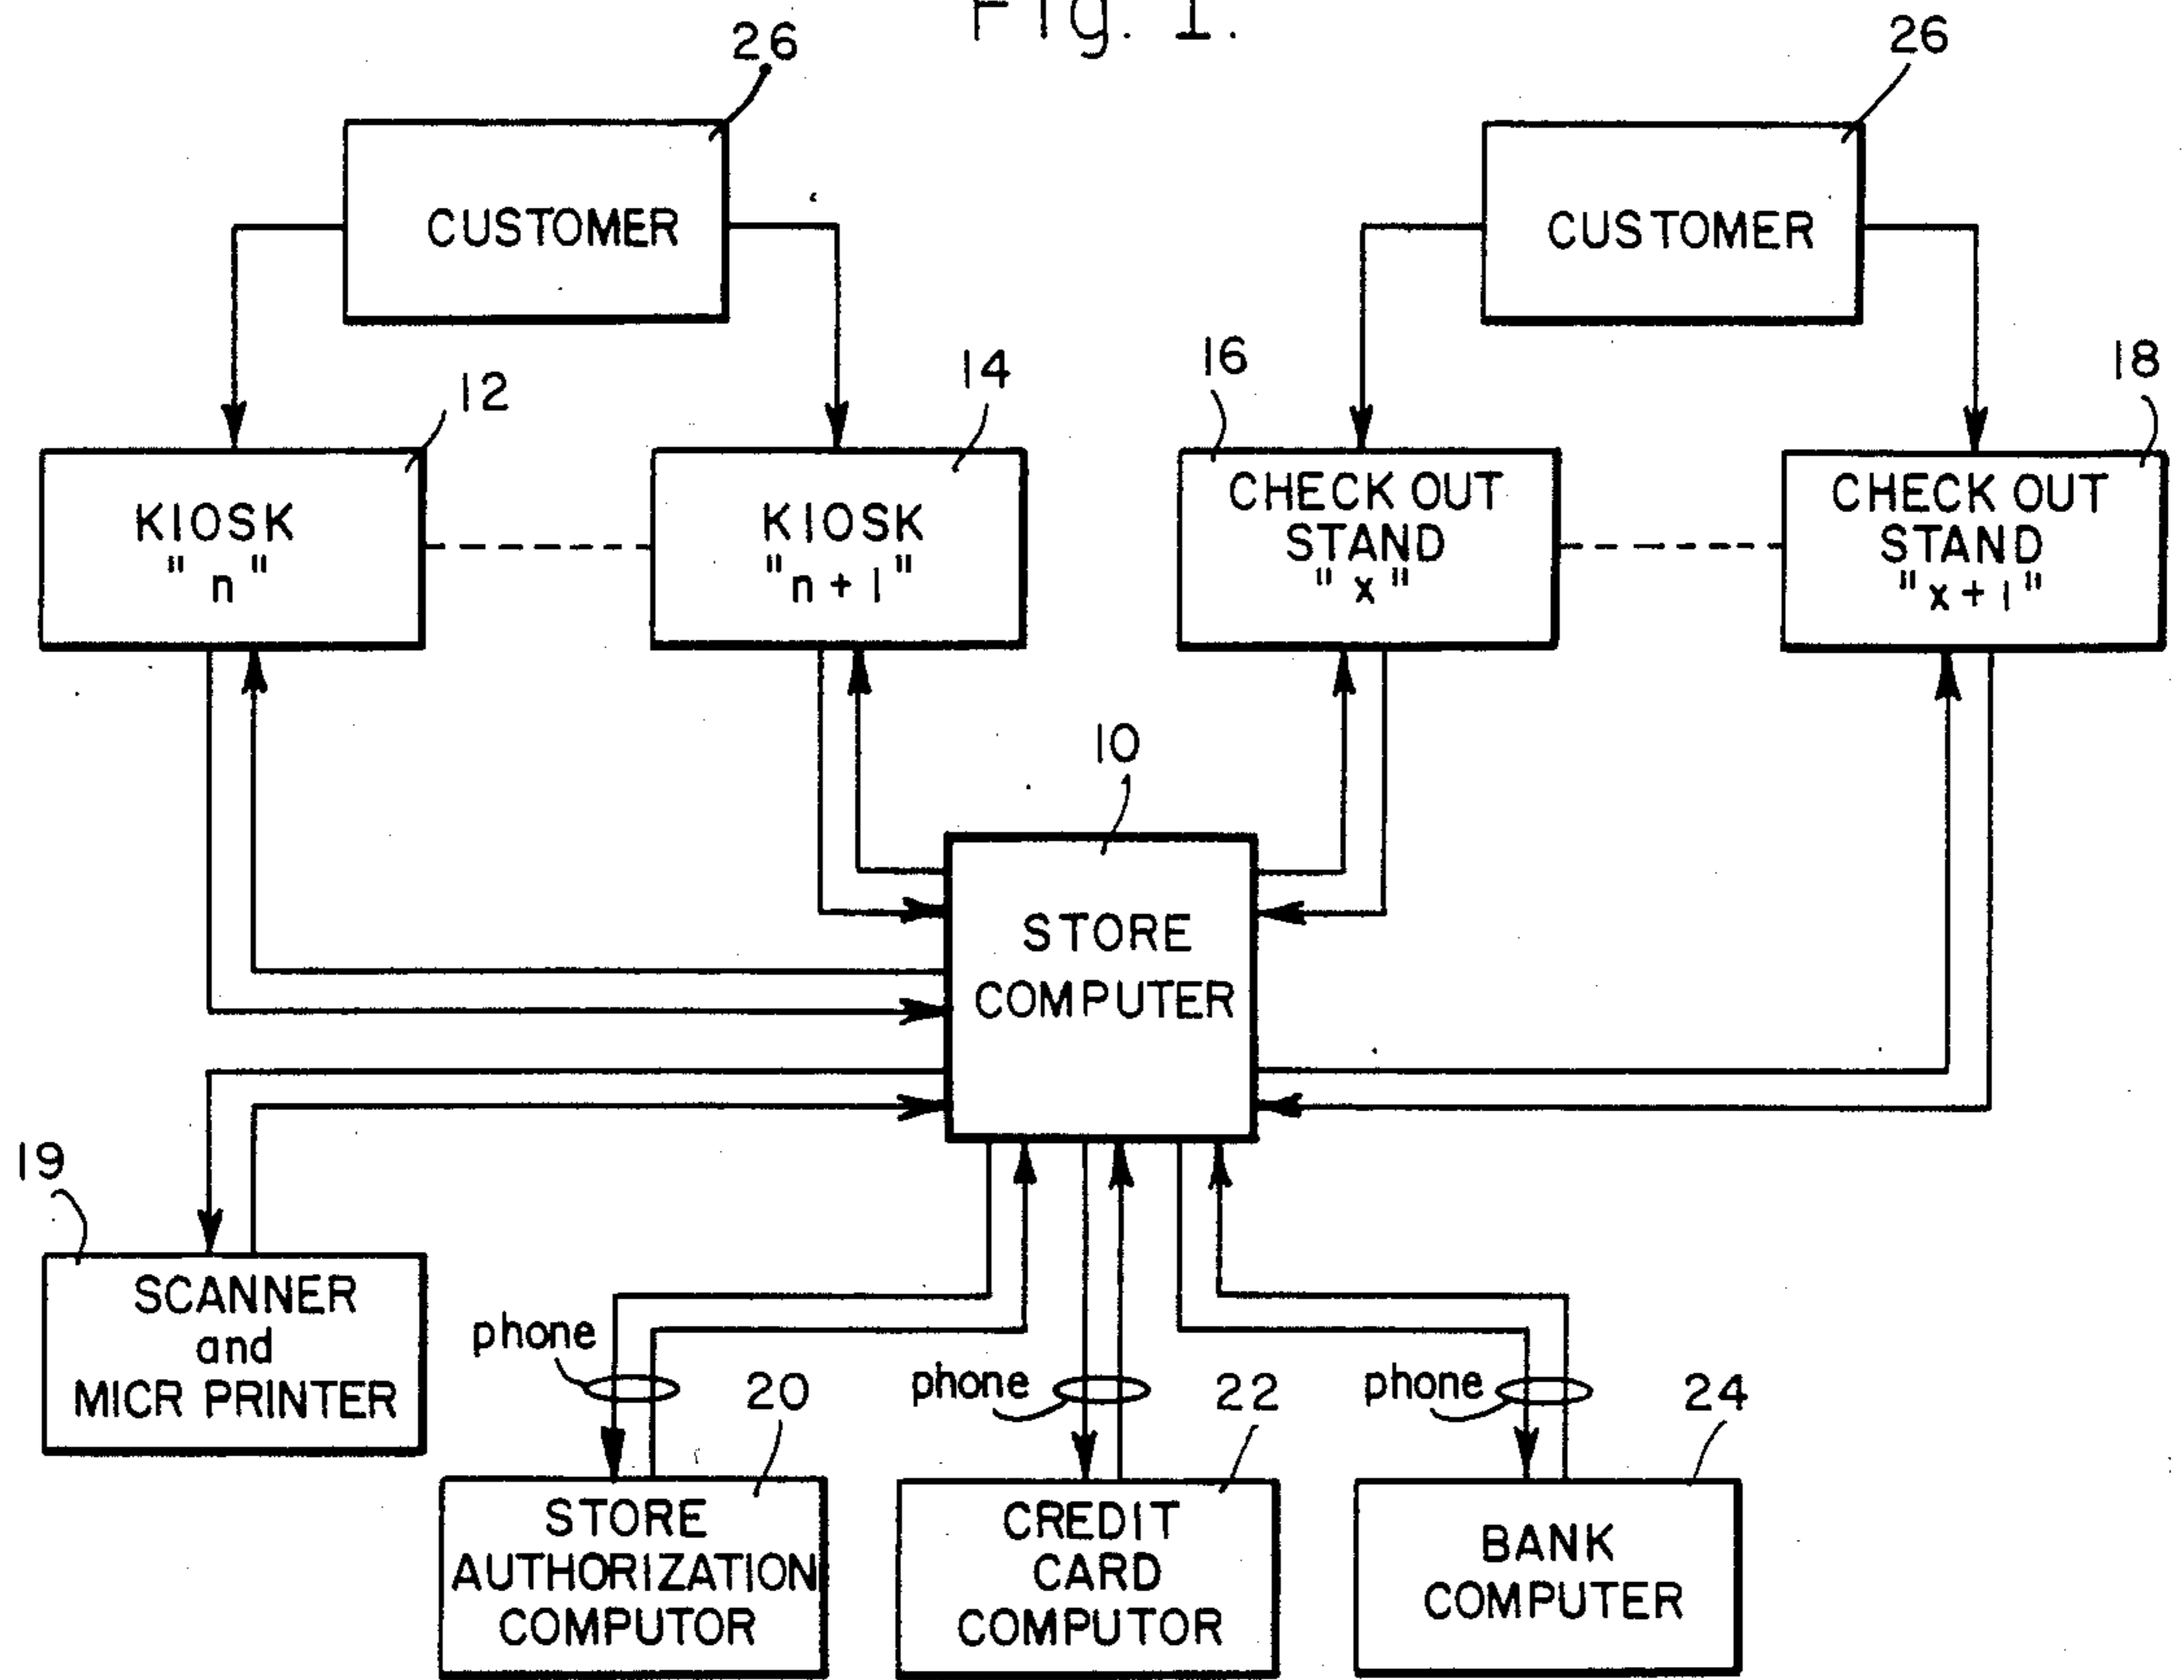 Fig. 1.
26
26
CUSTOMER
CUSTOMER
12
14
16
18
KIOSK
"n"
KIOSK
"n+1"
CHECK OUT
STAND
"x"
CHECK OUT
STAND
"x+1"
10
STORE
COMPUTER
19
SCANNER
and
MICR PRINTER
phone
phone
phone
20
22
24
STORE
AUTHORIZATION
COMPUTOR
CREDIT
CARD
COMPUTOR
BANK
COMPUTER